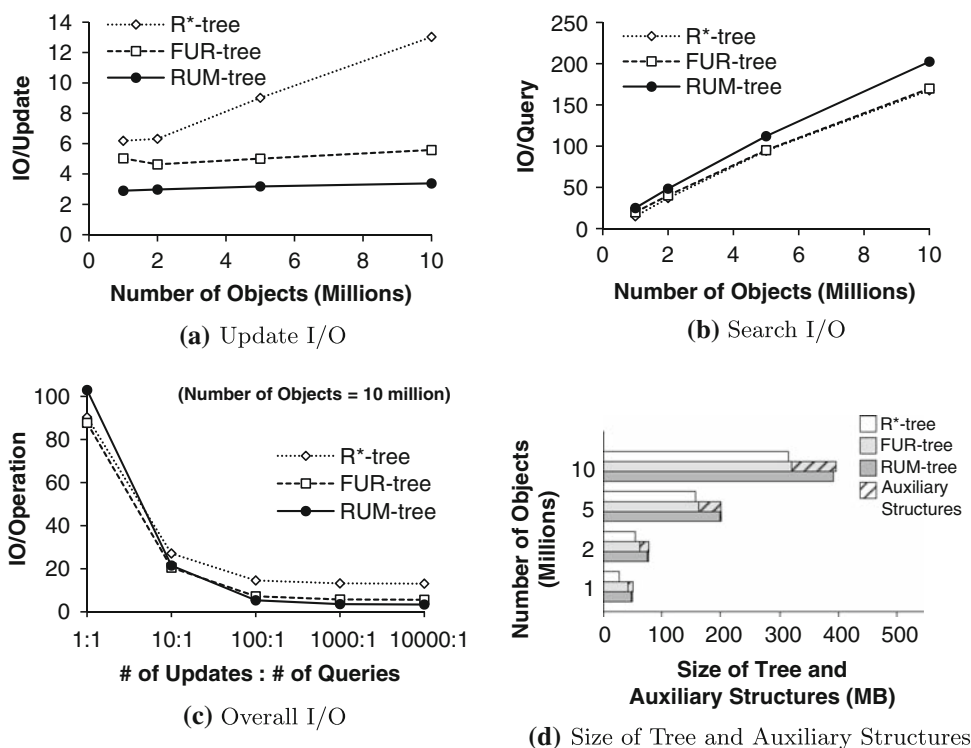 14
12
10
8
6
4
2
0
IO/Update
R*-tree
FUR-tree
RUM-tree
0 2 4 6 8 10
Number of Objects (Millions)
(a) Update I/O
250
200
150
100
50
0
IO/Query
R*-tree
FUR-tree
RUM-tree
0 2 4 6 8 10
Number of Objects (Millions)
(b) Search I/O
100
80
60
40
20
0
IO/Operation
(Number of Objects = 10 million)
R*-tree
FUR-tree
RUM-tree
1:1 10:1 100:1 1000:1 10000:1
# of Updates : # of Queries
(c) Overall I/O
Number of Objects
(Millions)
10
5
2
1
R*-tree
FUR-tree
RUM-tree
Auxiliary
Structures
0 100 200 300 400 500
Size of Tree and
Auxiliary Structures (MB)
(d) Size of Tree and Auxiliary Structures